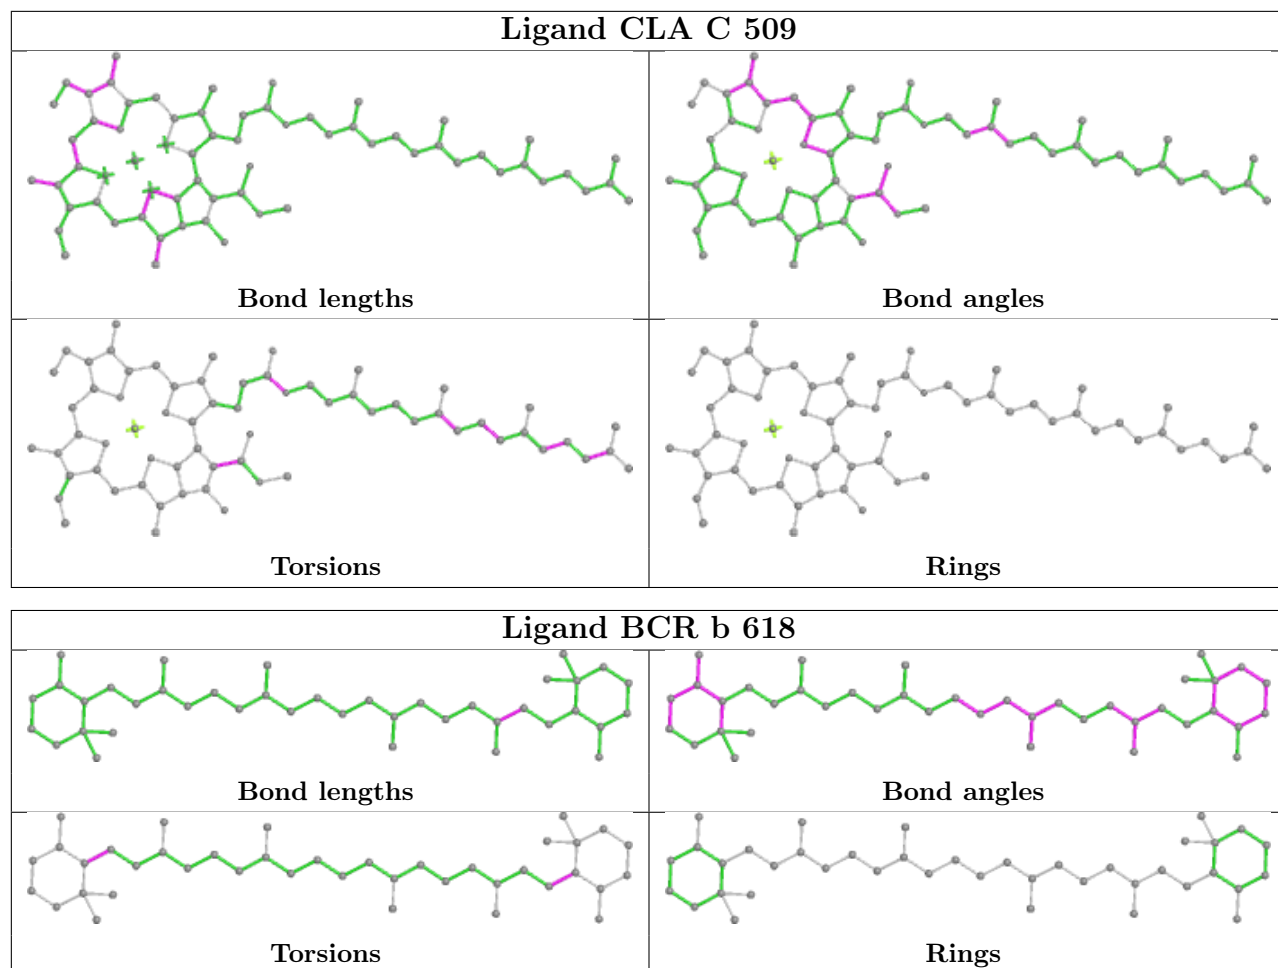 Ligand CLA C 509
Bond lengths
Bond angles
Torsions
Rings
Ligand BCR b 618
Bond lengths
Bond angles
Torsions
Rings